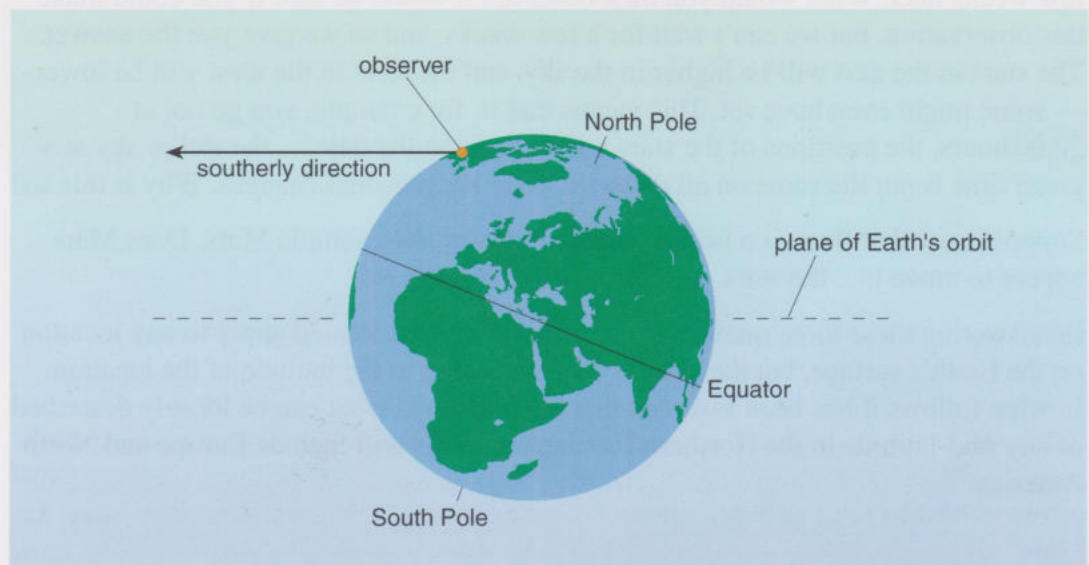 observer
North Pole
southerly direction
plane of Earth's orbit
Equator
South Pole